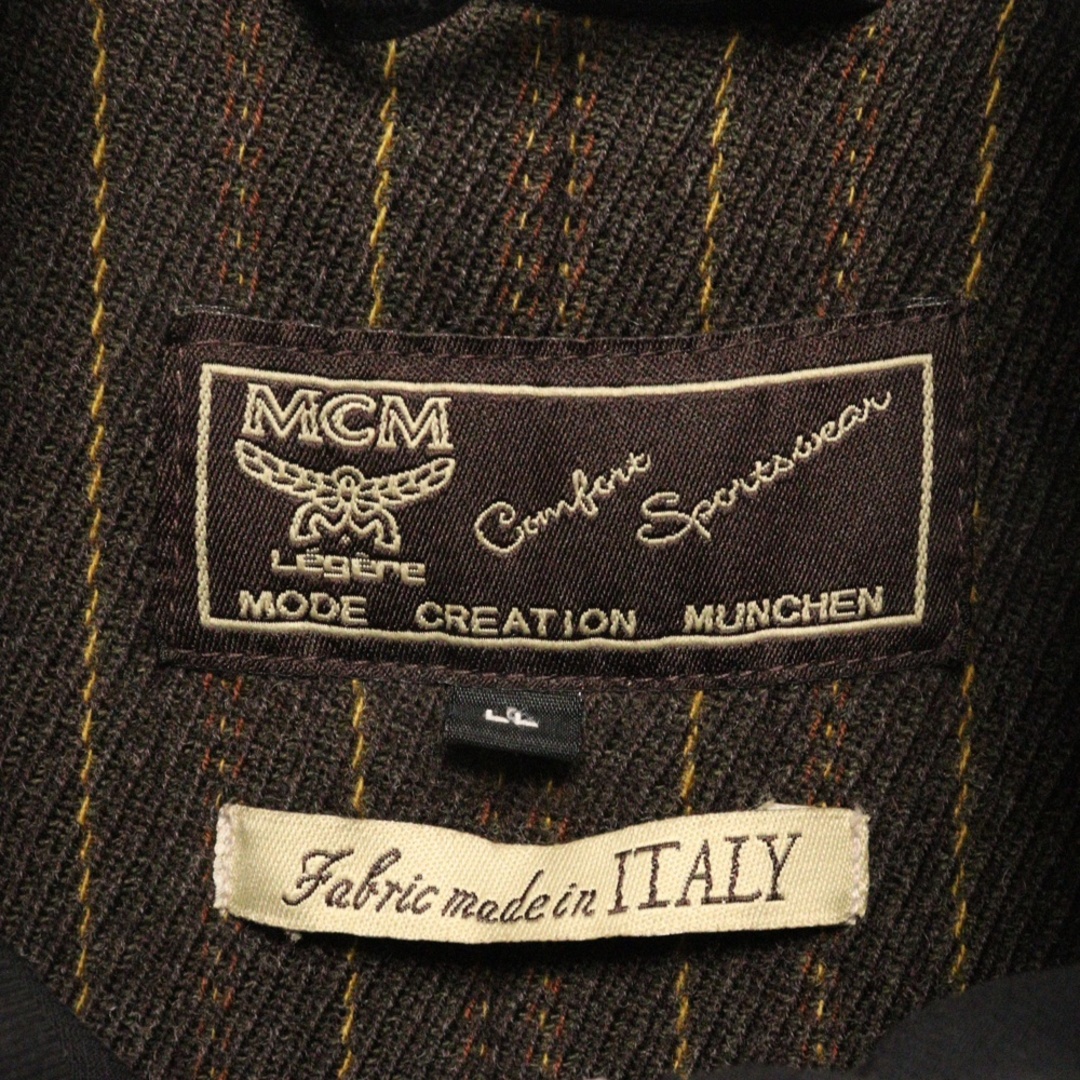 MCM
Comfort Sportswear
Légère
MODE CREATION MUNCHEN
Fabric made in ITALY